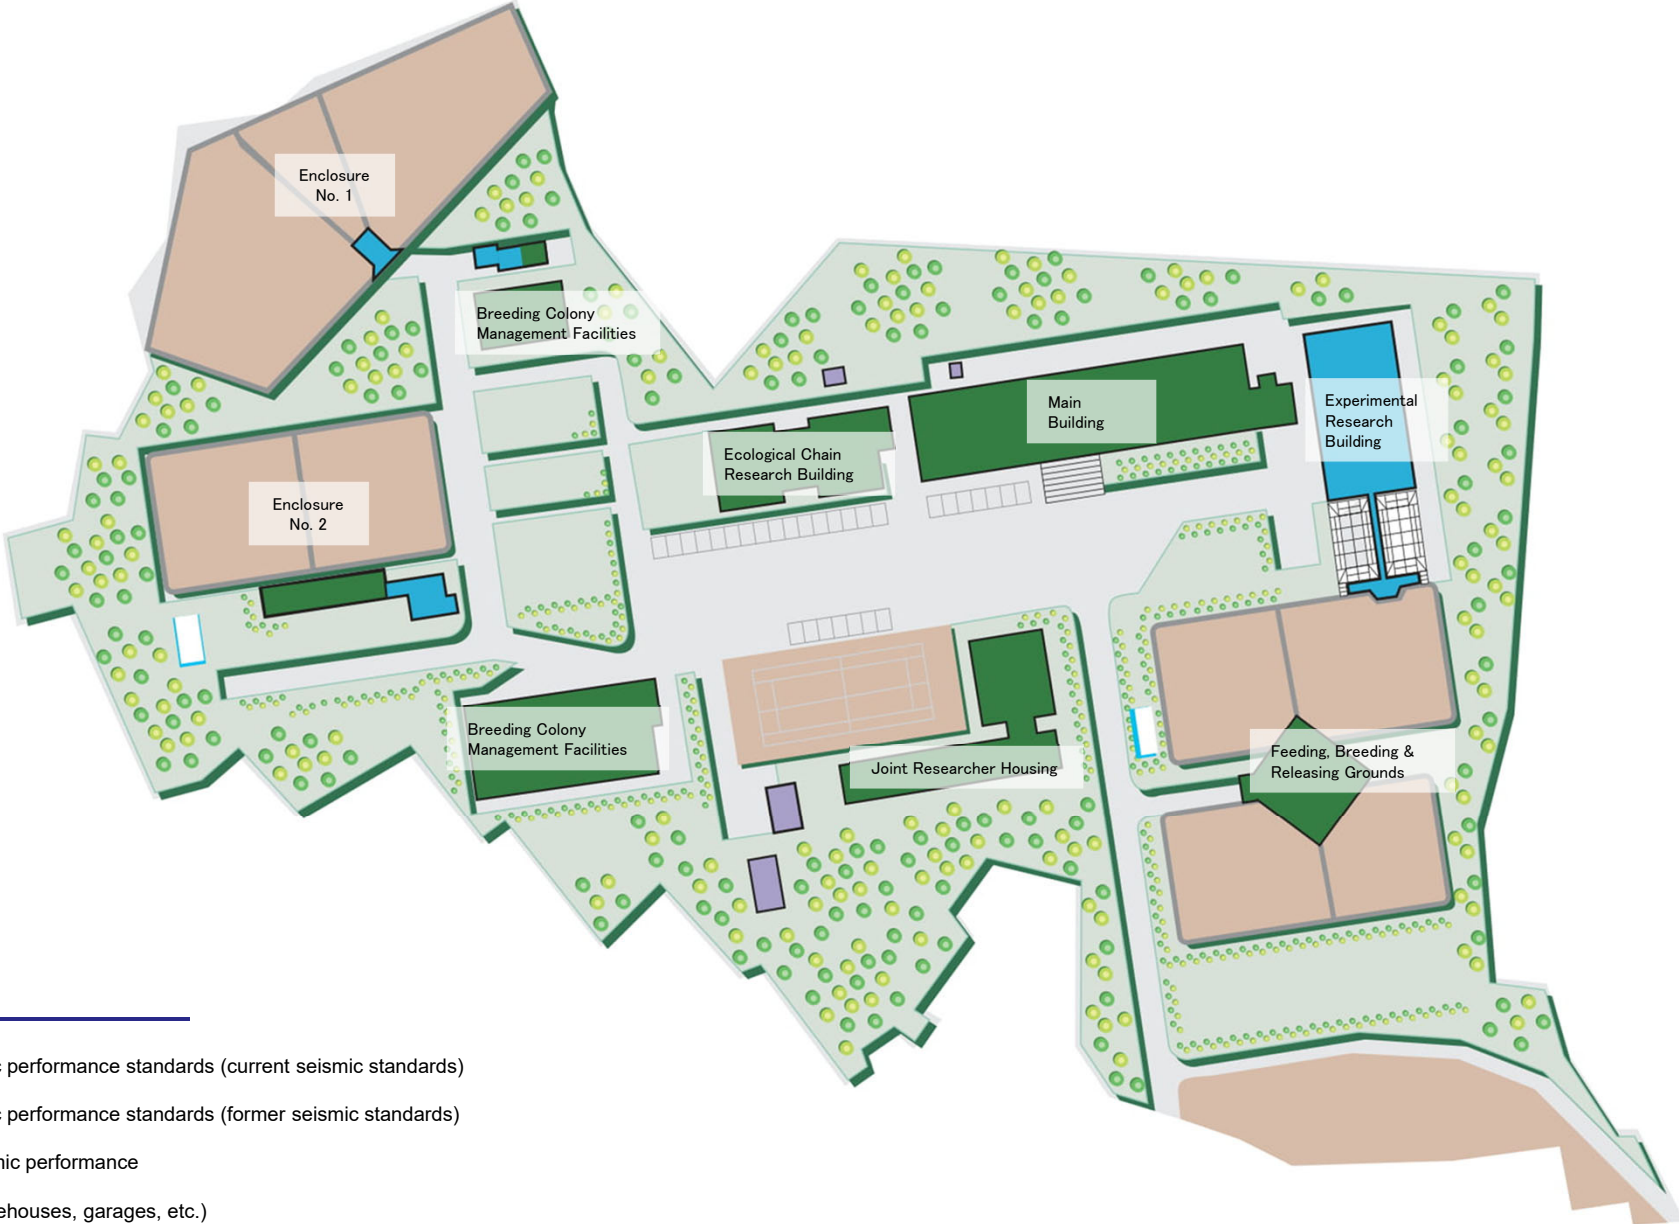 Enclosure
No. 1
Breeding Colony
Management Facilities
Main
Building
Experimental
Research
Building
Ecological Chain
Research Building
Enclosure
No. 2
Breeding Colony
Management Facilities
Joint Researcher Housing
Feeding, Breeding &
Releasing Grounds
performance standards (current seismic standards)
performance standards (former seismic standards)
performance
garages, etc.)